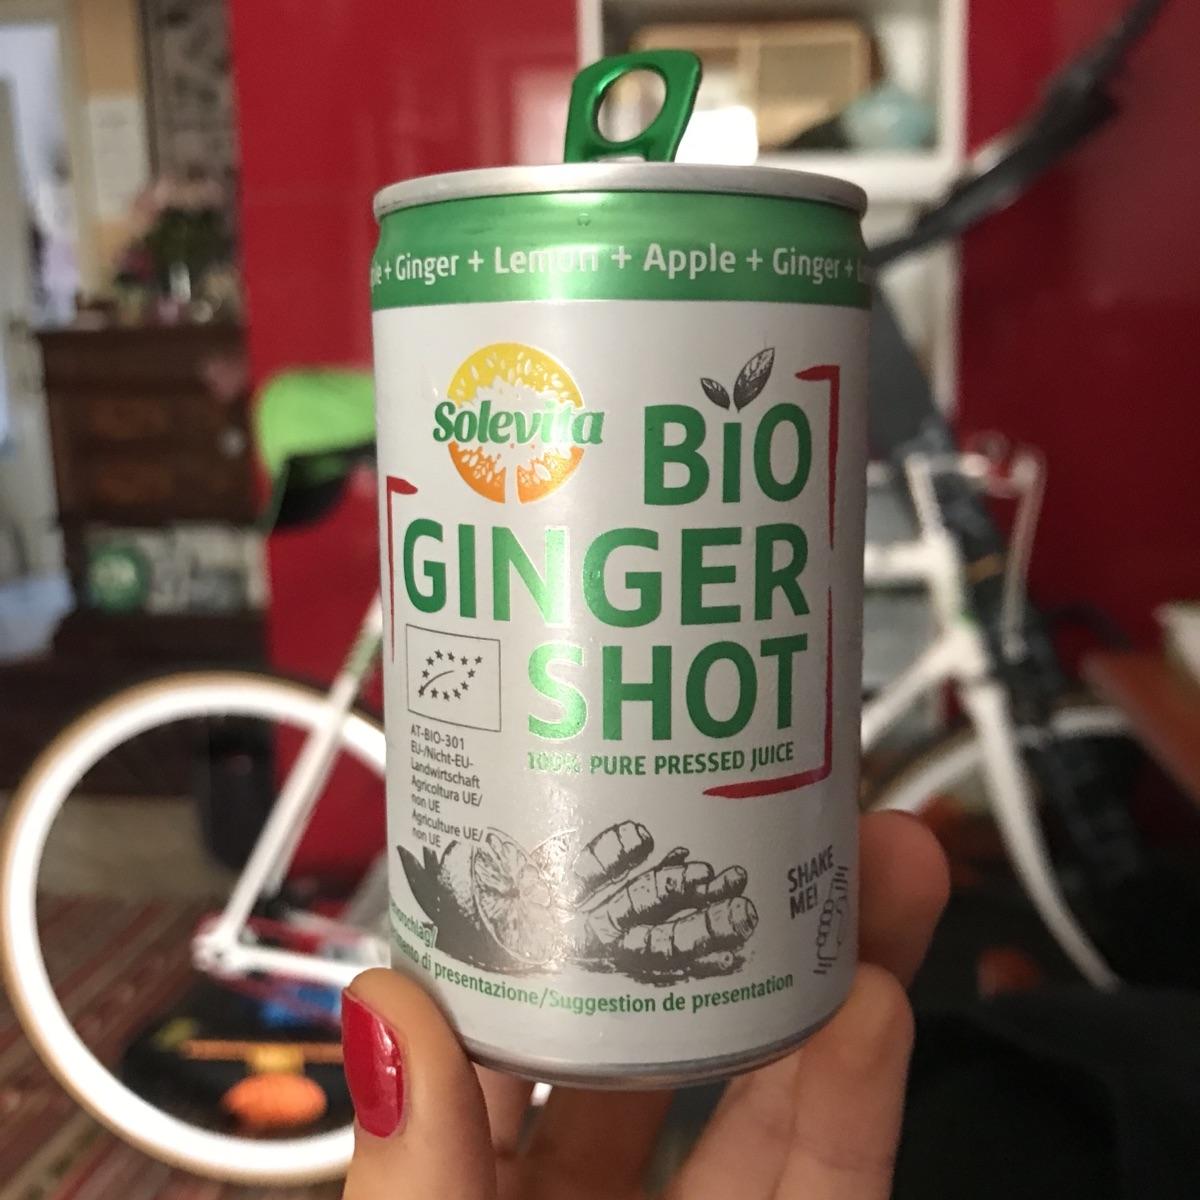 + Ginger + Lemon + Apple + Ginger +
Solevita
BIO
GINGER
SHOT
100% PURE PRESSED JUICE
AT-BIO-301
EU-/Nicht-EU-
Landwirtschaft
Agricoltura UE/
non UE
Agriculture UE/
non UE
SHAKE
ME!
di presentazione/Suggestion de presentation